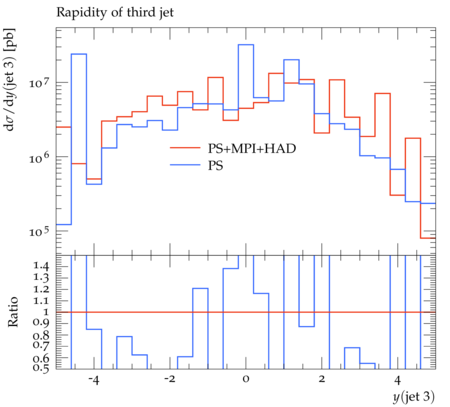 Rapidity of third jet
dσ/dy(jet 3) [pb]
10⁷
10⁶
10⁵
PS+MPI+HAD
PS
Ratio
1.4
1.3
1.2
1.1
1
0.9
0.8
0.7
0.6
0.5
-4 -2 0 2 4
y(jet 3)